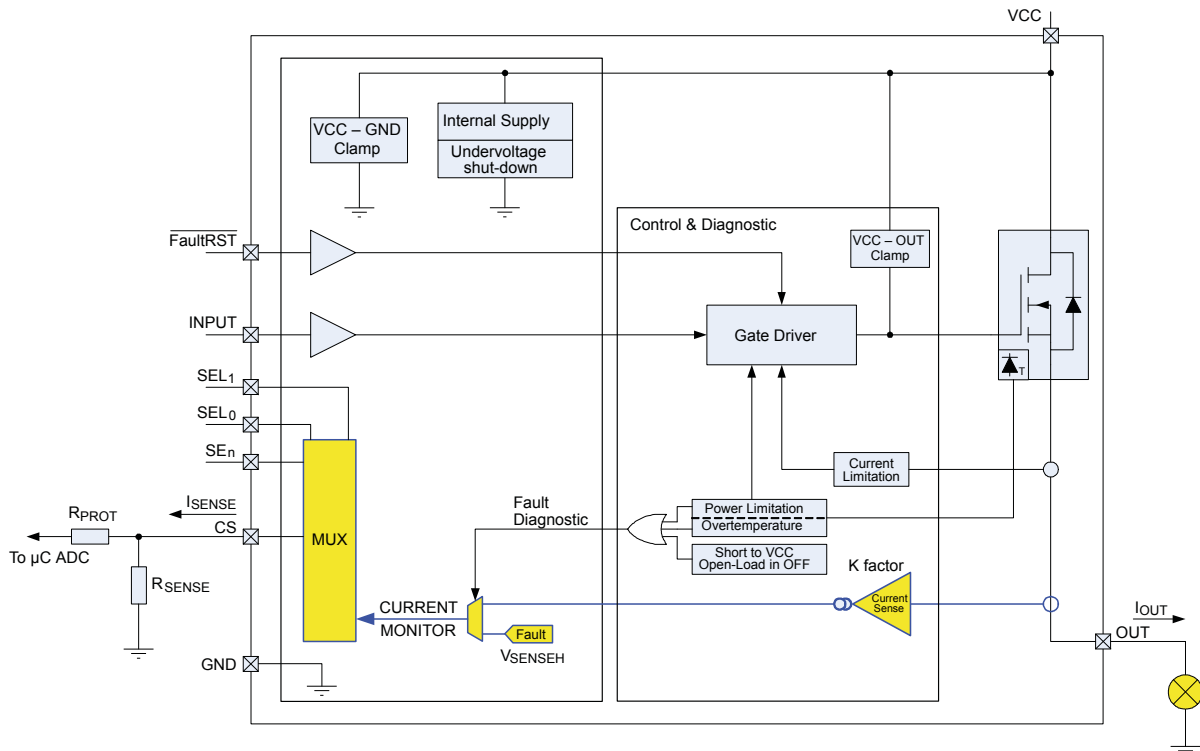 VCC
VCC – GND
Clamp
Internal Supply
Undervoltage
shut-down
Control & Diagnostic
VCC – OUT
Clamp
FaultRST
INPUT
Gate Driver
T
SEL1
SEL0
SEn
Current
Limitation
ISENSE
CS
RPROT
To µC ADC
RSENSE
MUX
Fault
Diagnostic
Power Limitation
Overtemperature
Short to VCC
Open-Load in OFF
K factor
Current
Sense
CURRENT
MONITOR
Fault
VSENSEH
GND
IOUT
OUT